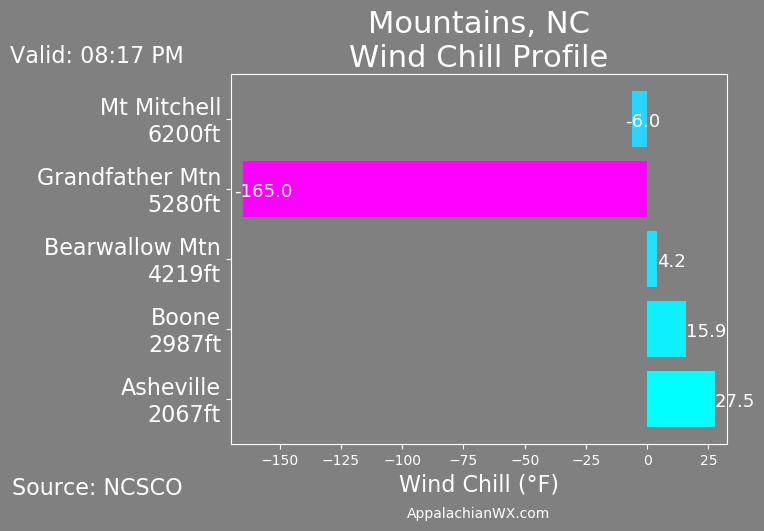 Mountains, NC
Wind Chill Profile
Valid: 08:17 PM
Mt Mitchell
6200ft
-6.0
Grandfather Mtn
5280ft
-165.0
Bearwallow Mtn
4219ft
4.2
Boone
2987ft
15.9
Asheville
2067ft
27.5
−150 −125 −100 −75 −50 −25 0 25
Wind Chill (°F)
Source: NCSCO
AppalachianWX.com